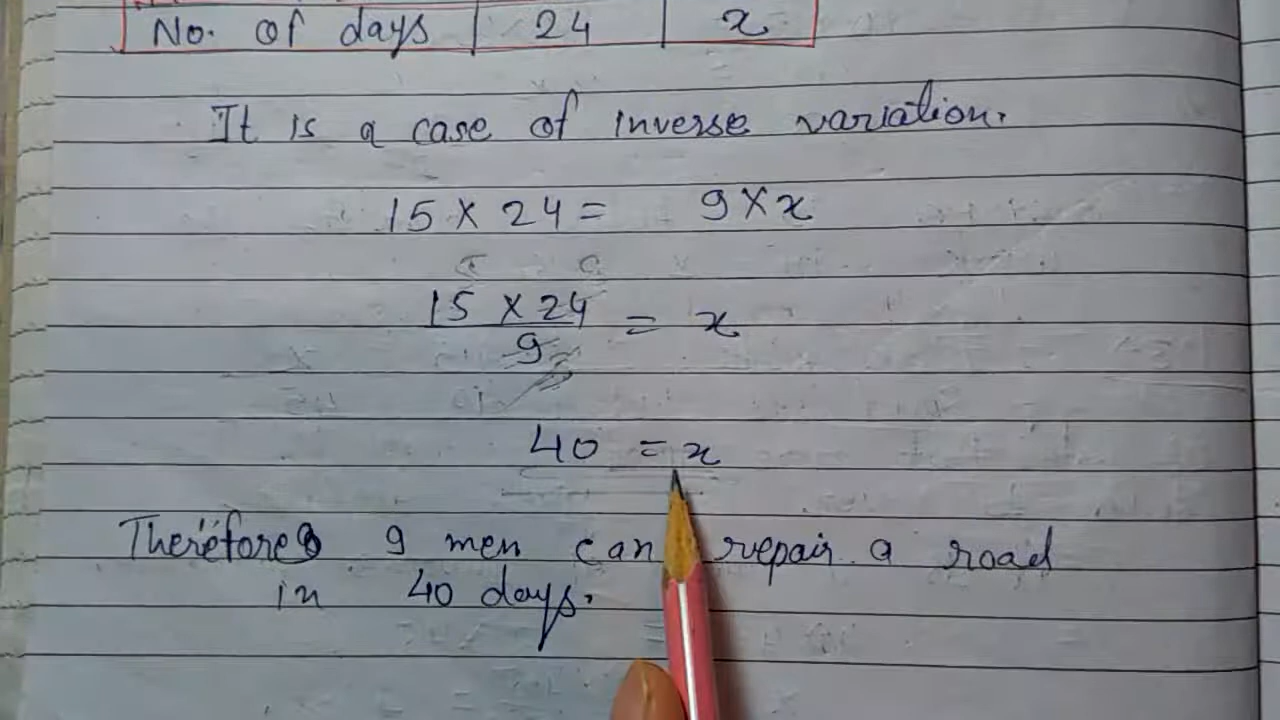 No. of days 24 x
It is a case of inverse variation.
15 × 24 = 9 × x
15 × 24
9
= x
40 = x
Therefore 9 men can repair a road
in 40 days.